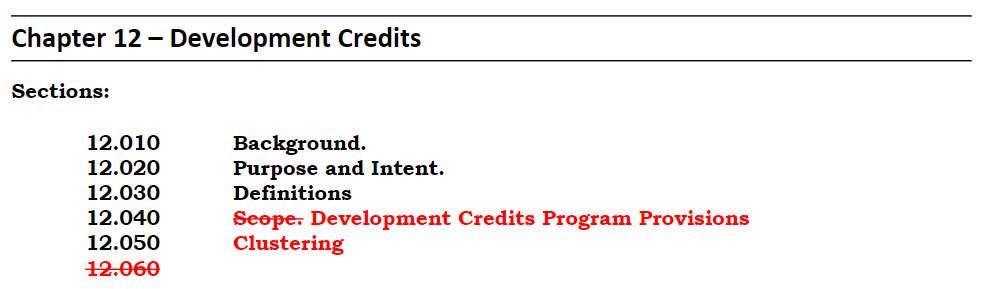 Chapter 12 – Development Credits
Sections:
12.010 Background.
12.020 Purpose and Intent.
12.030 Definitions
12.040 Scope. Development Credits Program Provisions
12.050 Clustering
12.060